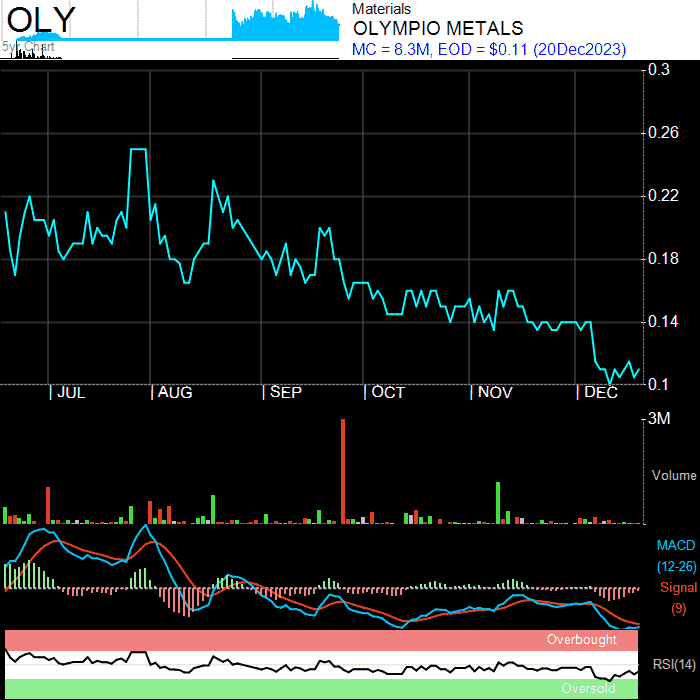 OLY
5yr Chart
Materials
OLYMPIO METALS
MC = 8.3M, EOD = $0.11 (20Dec2023)
0.3
0.26
0.22
0.18
0.14
0.1
| JUL | AUG | SEP | OCT | NOV | DEC
3M
Volume
MACD
(12-26)
Signal
(9)
Overbought
RSI(14)
Oversold